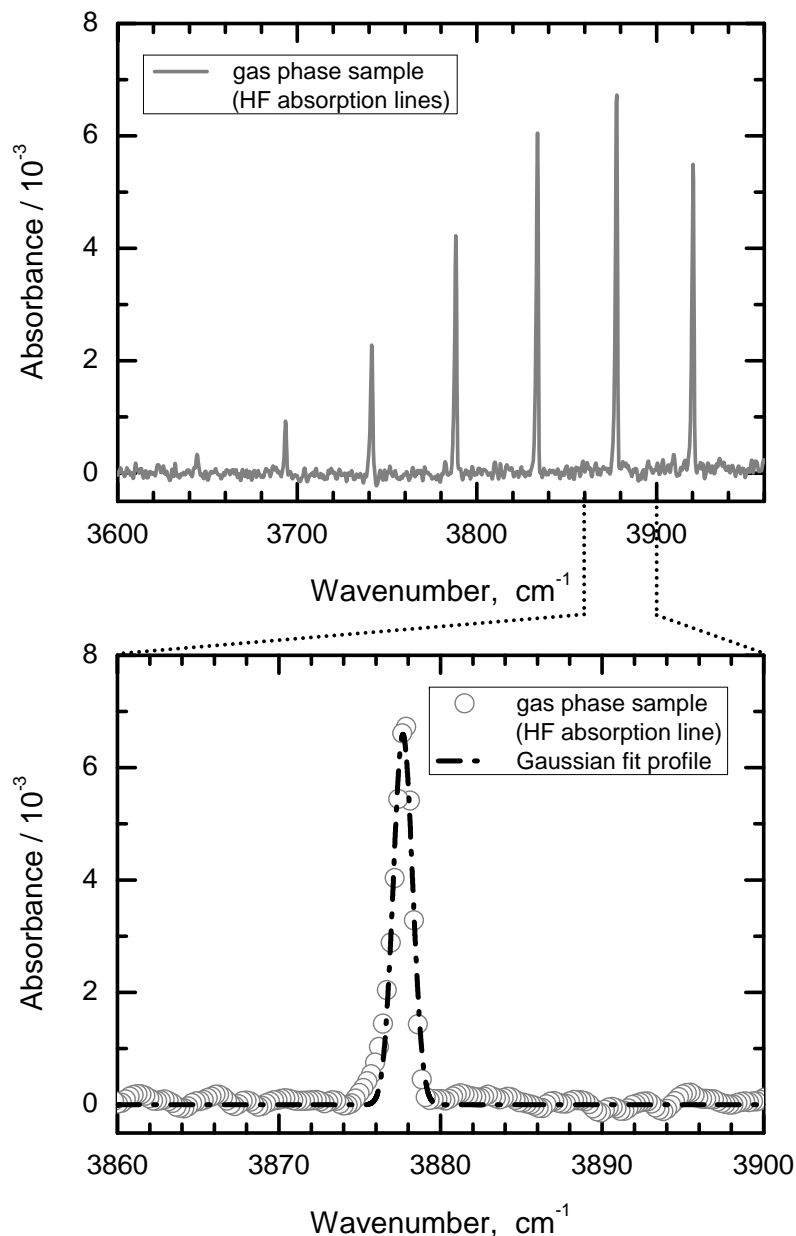 8
gas phase sample
(HF absorption lines)
6
4
2
0
Absorbance / 10⁻³
3600 3700 3800 3900
Wavenumber, cm⁻¹
8
gas phase sample
(HF absorption line)
Gaussian fit profile
6
4
2
0
Absorbance / 10⁻³
3860 3870 3880 3890 3900
Wavenumber, cm⁻¹